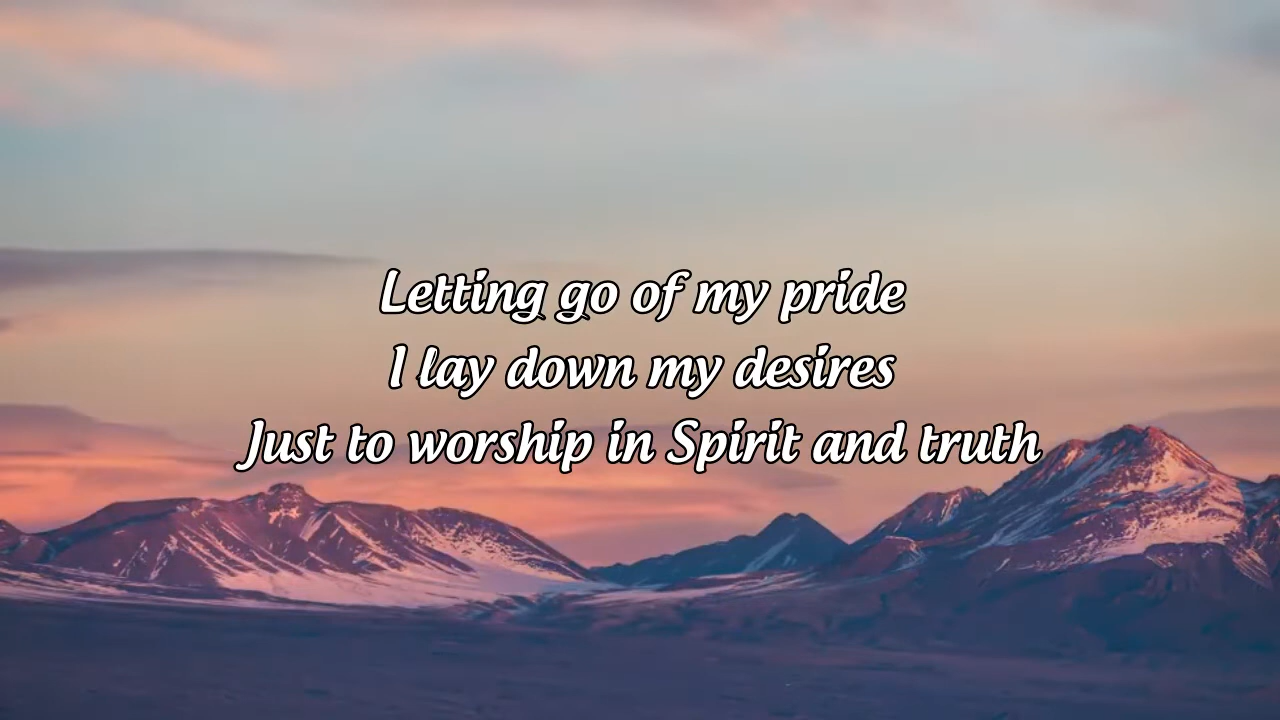 Letting go of my pride
I lay down my desires
Just to worship in Spirit and truth